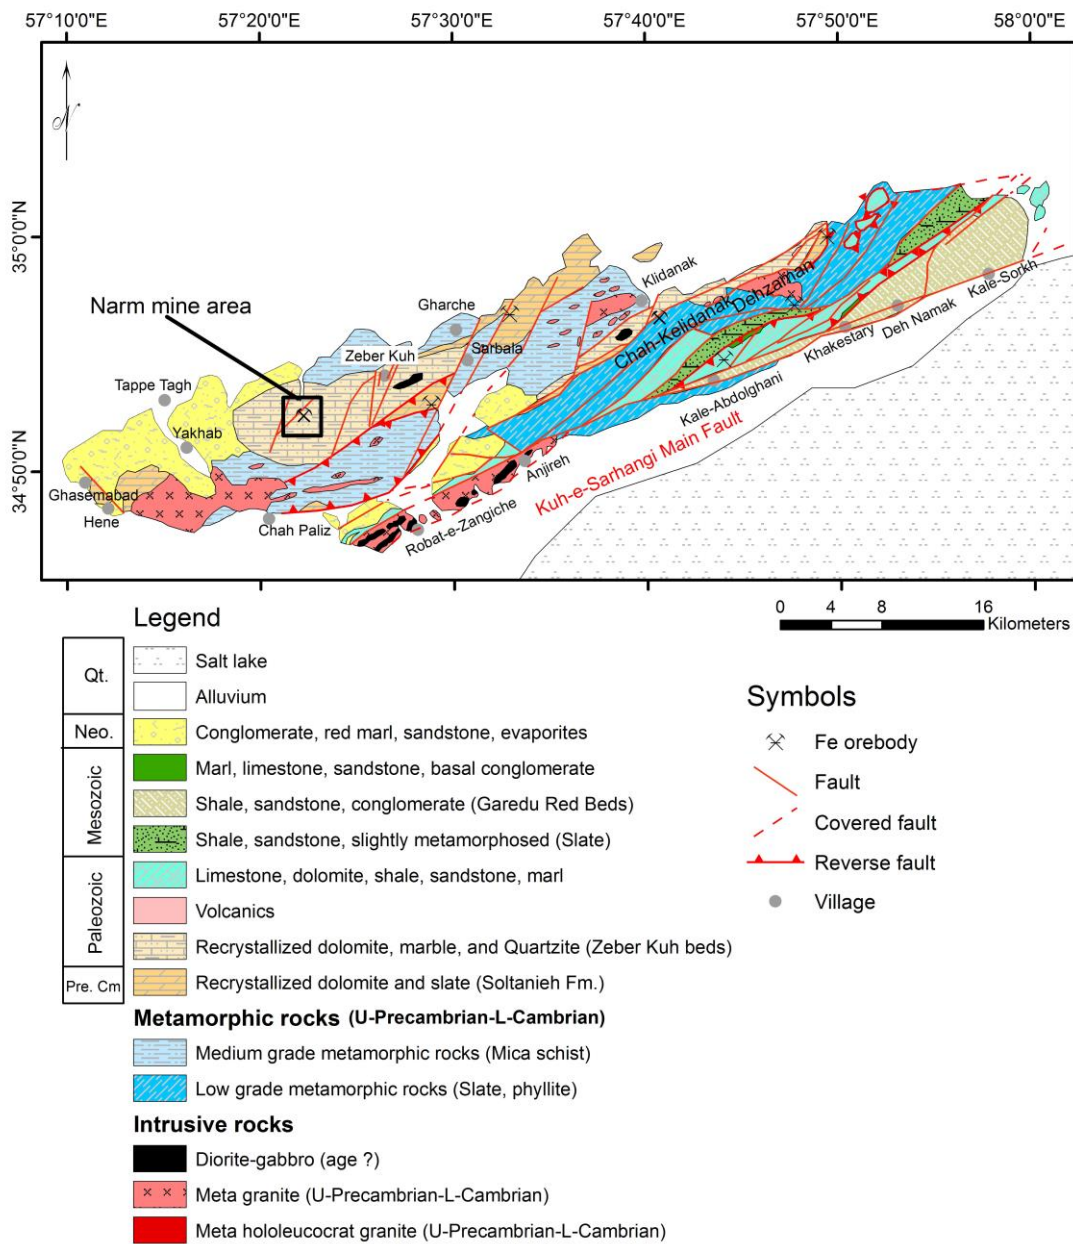 57°10'0"E 57°20'0"E 57°30'0"E 57°40'0"E 57°50'0"E 58°0'0"E
N
35°0'0"N
34°50'0"N
Narm mine area
Klidanak
Gharche
Dehzaman
Kale-Sorkh
Zeber Kuh
Sarbala
Chah-Kelidanak
Deh Namak
Khakestary
Tappe Tagh
Kale-Abdolghani
Yakhab
Kuh-e-Sarhangi Main Fault
Anjireh
Ghasemabad
Hene
Chah Paliz
Robat-e-Zangiche
0 4 8 16
Kilometers
Legend
Qt.
Salt lake
Alluvium
Neo.
Conglomerate, red marl, sandstone, evaporites
Mesozoic
Marl, limestone, sandstone, basal conglomerate
Shale, sandstone, conglomerate (Garedu Red Beds)
Shale, sandstone, slightly metamorphosed (Slate)
Paleozoic
Limestone, dolomite, shale, sandstone, marl
Volcanics
Recrystallized dolomite, marble, and Quartzite (Zeber Kuh beds)
Pre. Cm
Recrystallized dolomite and slate (Soltanieh Fm.)
Metamorphic rocks (U-Precambrian-L-Cambrian)
Medium grade metamorphic rocks (Mica schist)
Low grade metamorphic rocks (Slate, phyllite)
Intrusive rocks
Diorite-gabbro (age ?)
Meta granite (U-Precambrian-L-Cambrian)
Meta hololeucocrat granite (U-Precambrian-L-Cambrian)
Symbols
Fe orebody
Fault
Covered fault
Reverse fault
Village